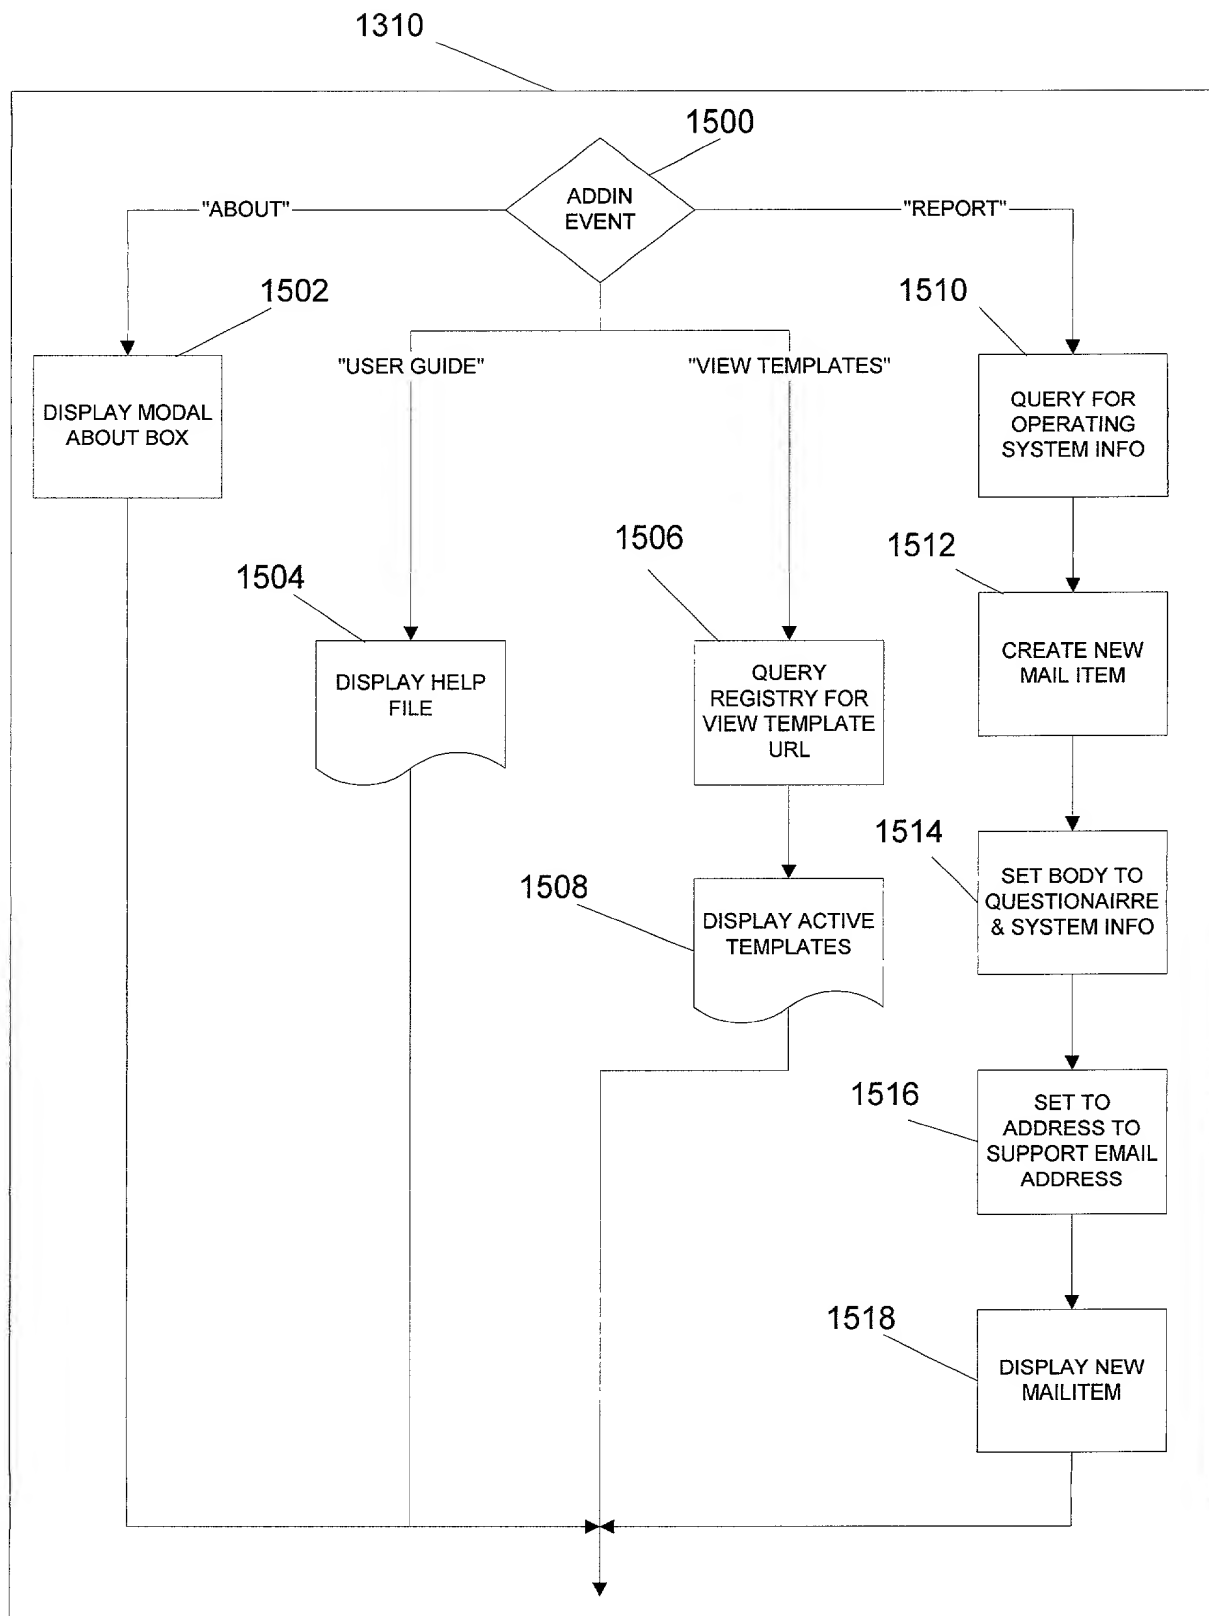 1310
1500
ADDIN
EVENT
"ABOUT"
"REPORT"
1502
1510
"USER GUIDE"
"VIEW TEMPLATES"
DISPLAY MODAL
ABOUT BOX
QUERY FOR
OPERATING
SYSTEM INFO
1504
1506
1512
DISPLAY HELP
FILE
QUERY
REGISTRY FOR
VIEW TEMPLATE
URL
CREATE NEW
MAIL ITEM
1508
1514
DISPLAY ACTIVE
TEMPLATES
SET BODY TO
QUESTIONAIRRE
& SYSTEM INFO
1516
SET TO
ADDRESS TO
SUPPORT EMAIL
ADDRESS
1518
DISPLAY NEW
MAILITEM